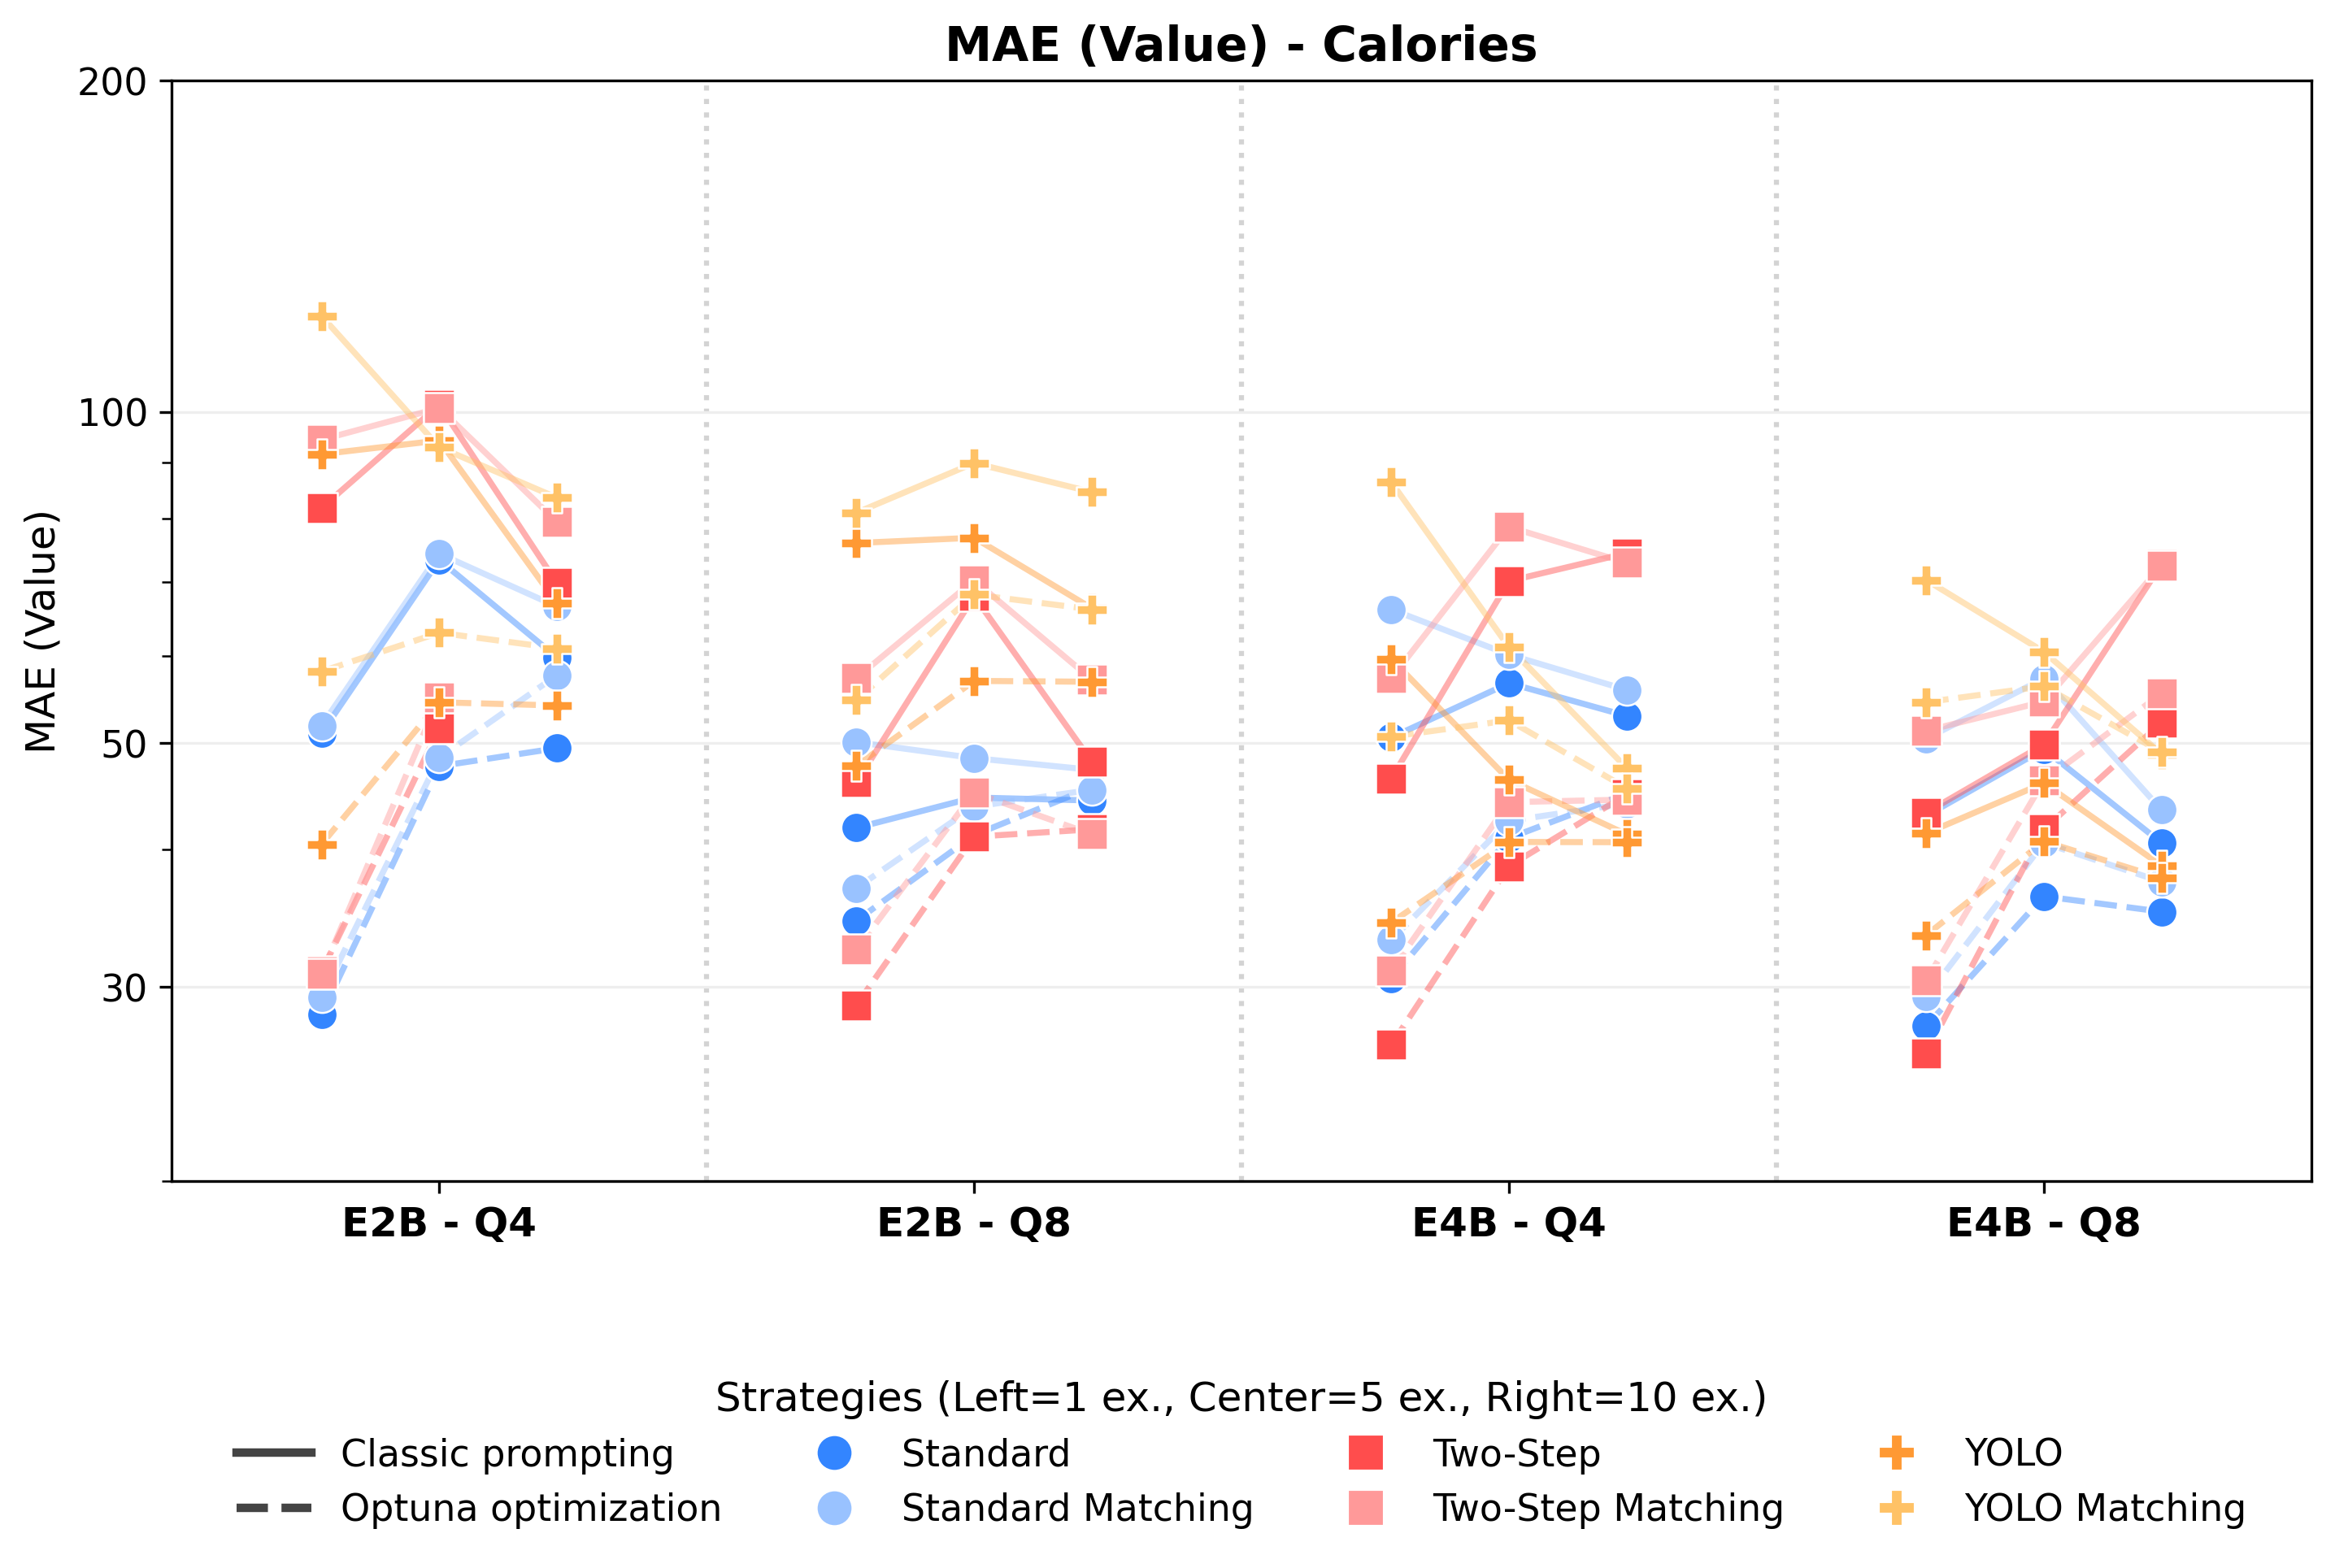 MAE (Value) - Calories
200
100
50
30
MAE (Value)
E2B - Q4
E2B - Q8
E4B - Q4
E4B - Q8
Strategies (Left=1 ex., Center=5 ex., Right=10 ex.)
Classic prompting
Optuna optimization
Standard
Standard Matching
Two-Step
Two-Step Matching
YOLO
YOLO Matching